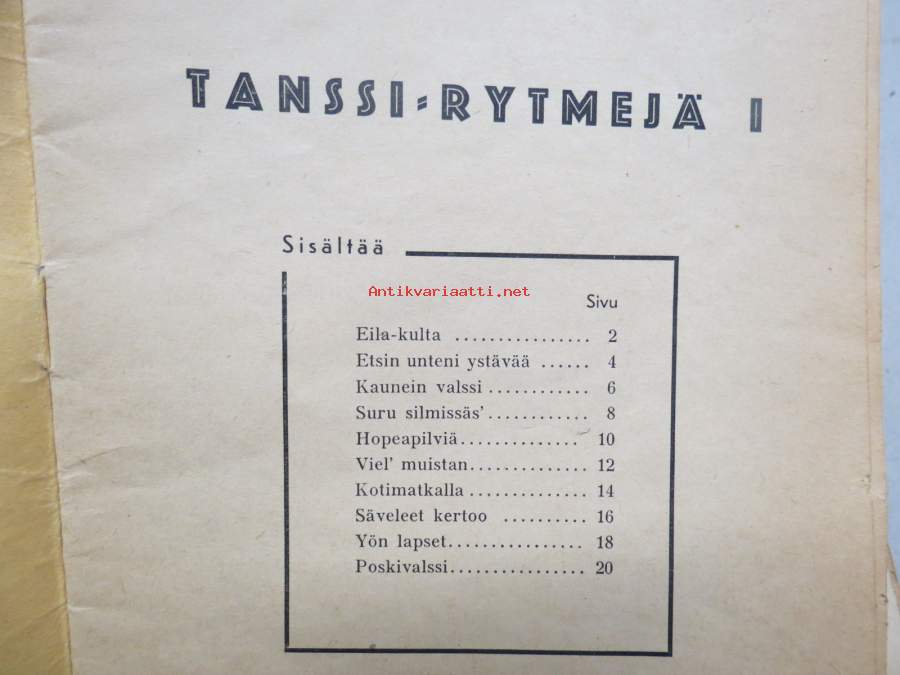 TANSSI-RYTMEJÄ I
Sisältää
Antikvariaatti.net
Sivu
Eila-kulta ................ 2
Etsin unteni ystävää ...... 4
Kaunein valssi ............ 6
Suru silmissäs' ............ 8
Hopeapilviä .............. 10
Viel' muistan .............. 12
Kotimatkalla .............. 14
Säveleet kertoo .......... 16
Yön lapset ................ 18
Poskivalssi ................ 20